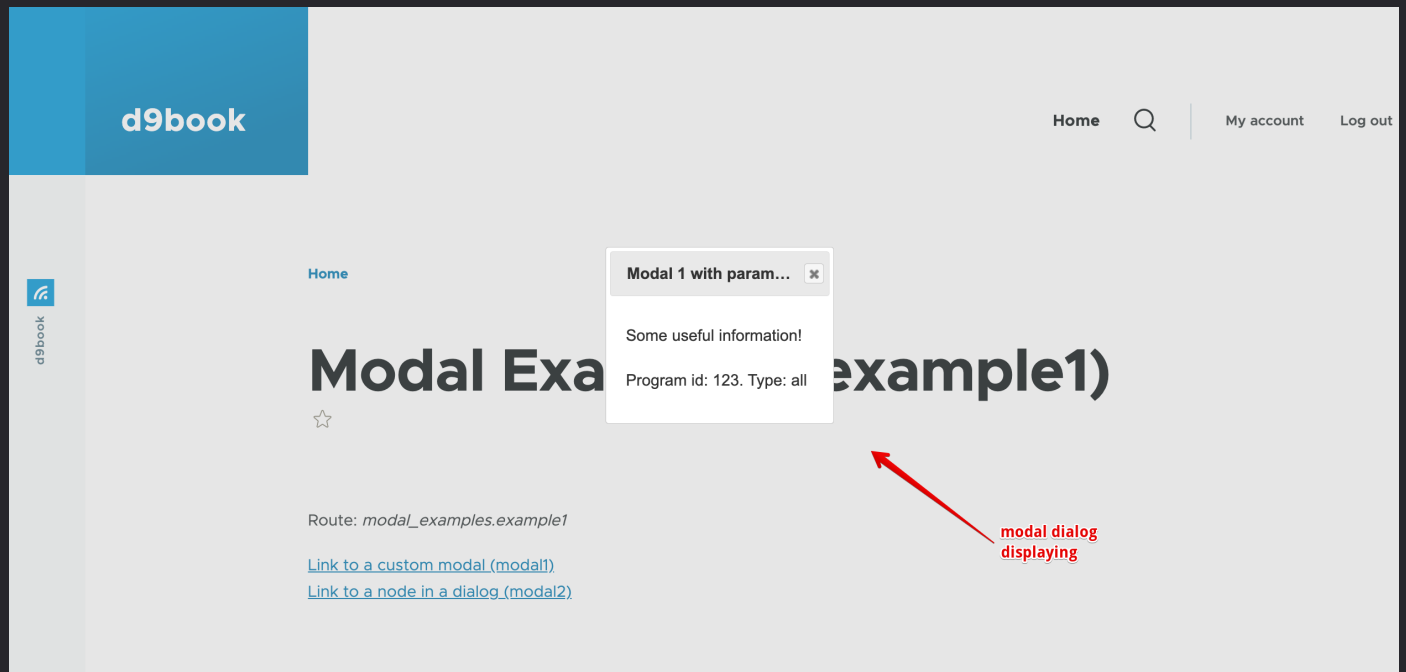 d9book
Home
My account
Log out
d9book
Home
Modal 1 with param...
Some useful information!
Program id: 123. Type: all
Modal Exa
example1)
Route: modal_examples.example1
Link to a custom modal (modal1)
Link to a node in a dialog (modal2)
modal dialog
displaying